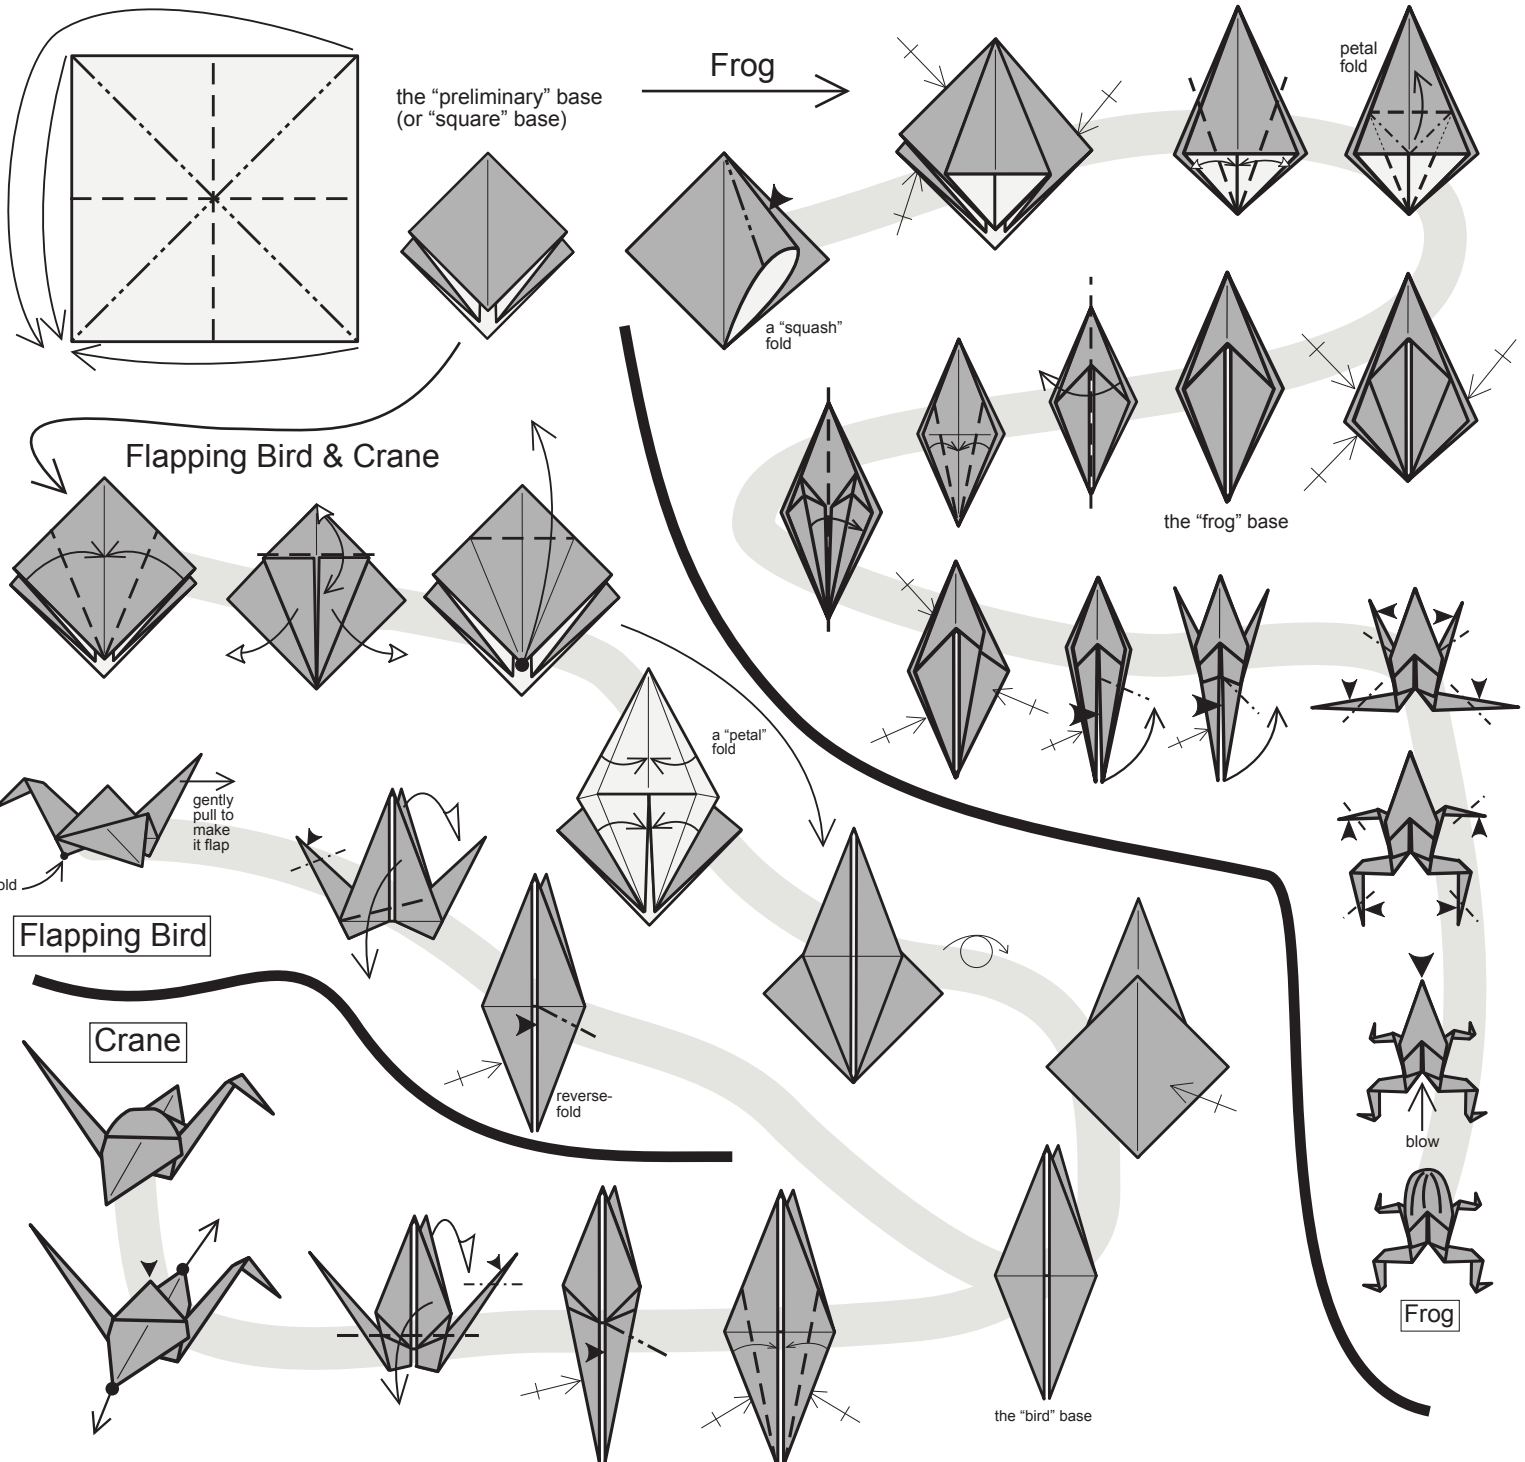 the “preliminary” base
(or “square” base)
Frog
petal
fold
a “squash”
fold
Flapping Bird & Crane
the “frog” base
a “petal”
fold
gently
pull to
make
it flap
old
Flapping Bird
Crane
reverse-
fold
blow
Frog
the “bird” base